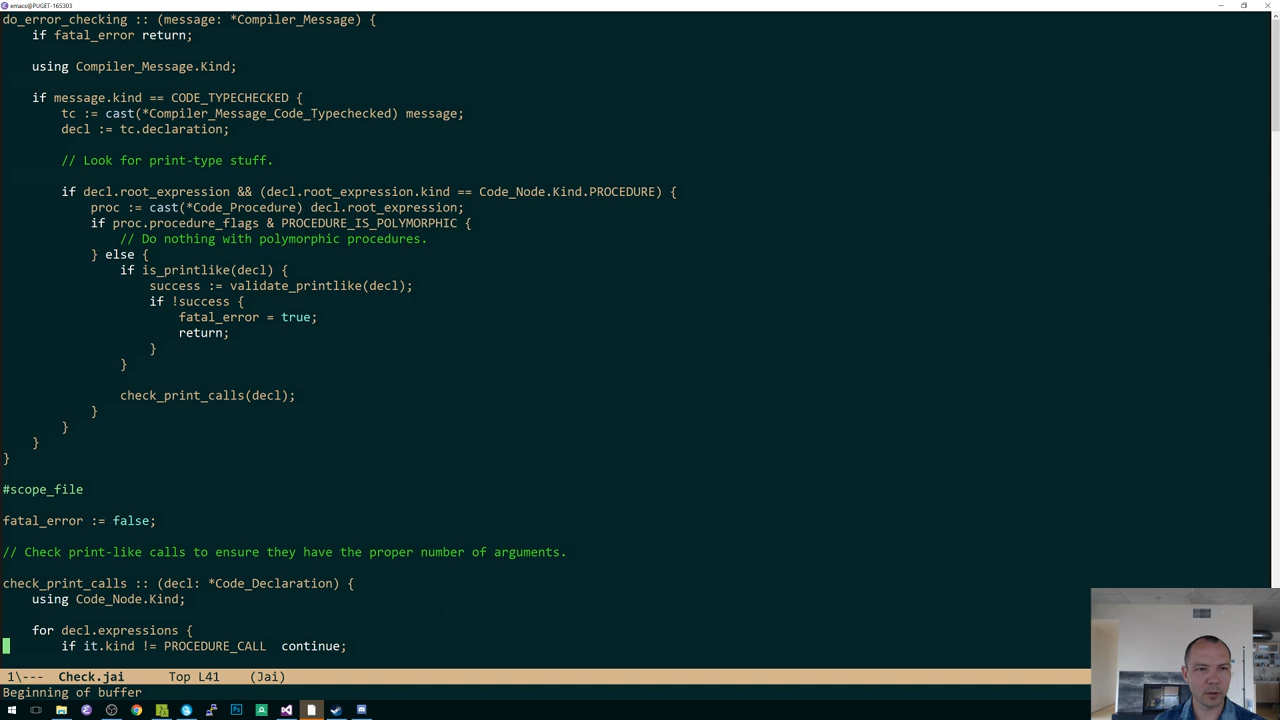 emacs@PUGET-165303
do_error_checking :: (message: *Compiler_Message) {
    if fatal_error return;

    using Compiler_Message.Kind;

    if message.kind == CODE_TYPECHECKED {
        tc := cast(*Compiler_Message_Code_Typechecked) message;
        decl := tc.declaration;

        // Look for print-type stuff.

        if decl.root_expression && (decl.root_expression.kind == Code_Node.Kind.PROCEDURE) {
            proc := cast(*Code_Procedure) decl.root_expression;
            if proc.procedure_flags & PROCEDURE_IS_POLYMORPHIC {
                // Do nothing with polymorphic procedures.
            } else {
                if is_printlike(decl) {
                    success := validate_printlike(decl);
                    if !success {
                        fatal_error = true;
                        return;
                    }
                }

                check_print_calls(decl);
            }
        }
    }
}

#scope_file

fatal_error := false;

// Check print-like calls to ensure they have the proper number of arguments.

check_print_calls :: (decl: *Code_Declaration) {
    using Code_Node.Kind;

    for decl.expressions {
        if it.kind != PROCEDURE_CALL  continue;
1\---  Check.jai      Top L41    (Jai)
Beginning of buffer